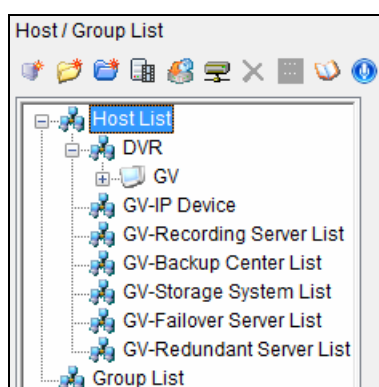 Host / Group List
Host List
DVR
GV
GV-IP Device
GV-Recording Server List
GV-Backup Center List
GV-Storage System List
GV-Failover Server List
GV-Redundant Server List
Group List